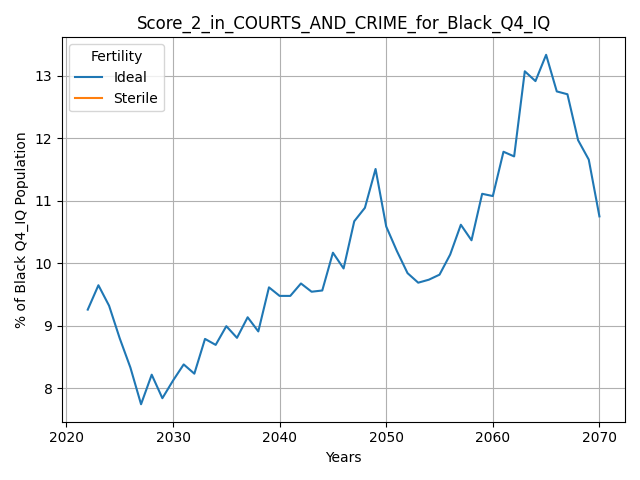 Score_2_in_COURTS_AND_CRIME_for_Black_Q4_IQ
Fertility
Ideal
Sterile
% of Black Q4_IQ Population
13
12
11
10
9
8
2020 2030 2040 2050 2060 2070
Years